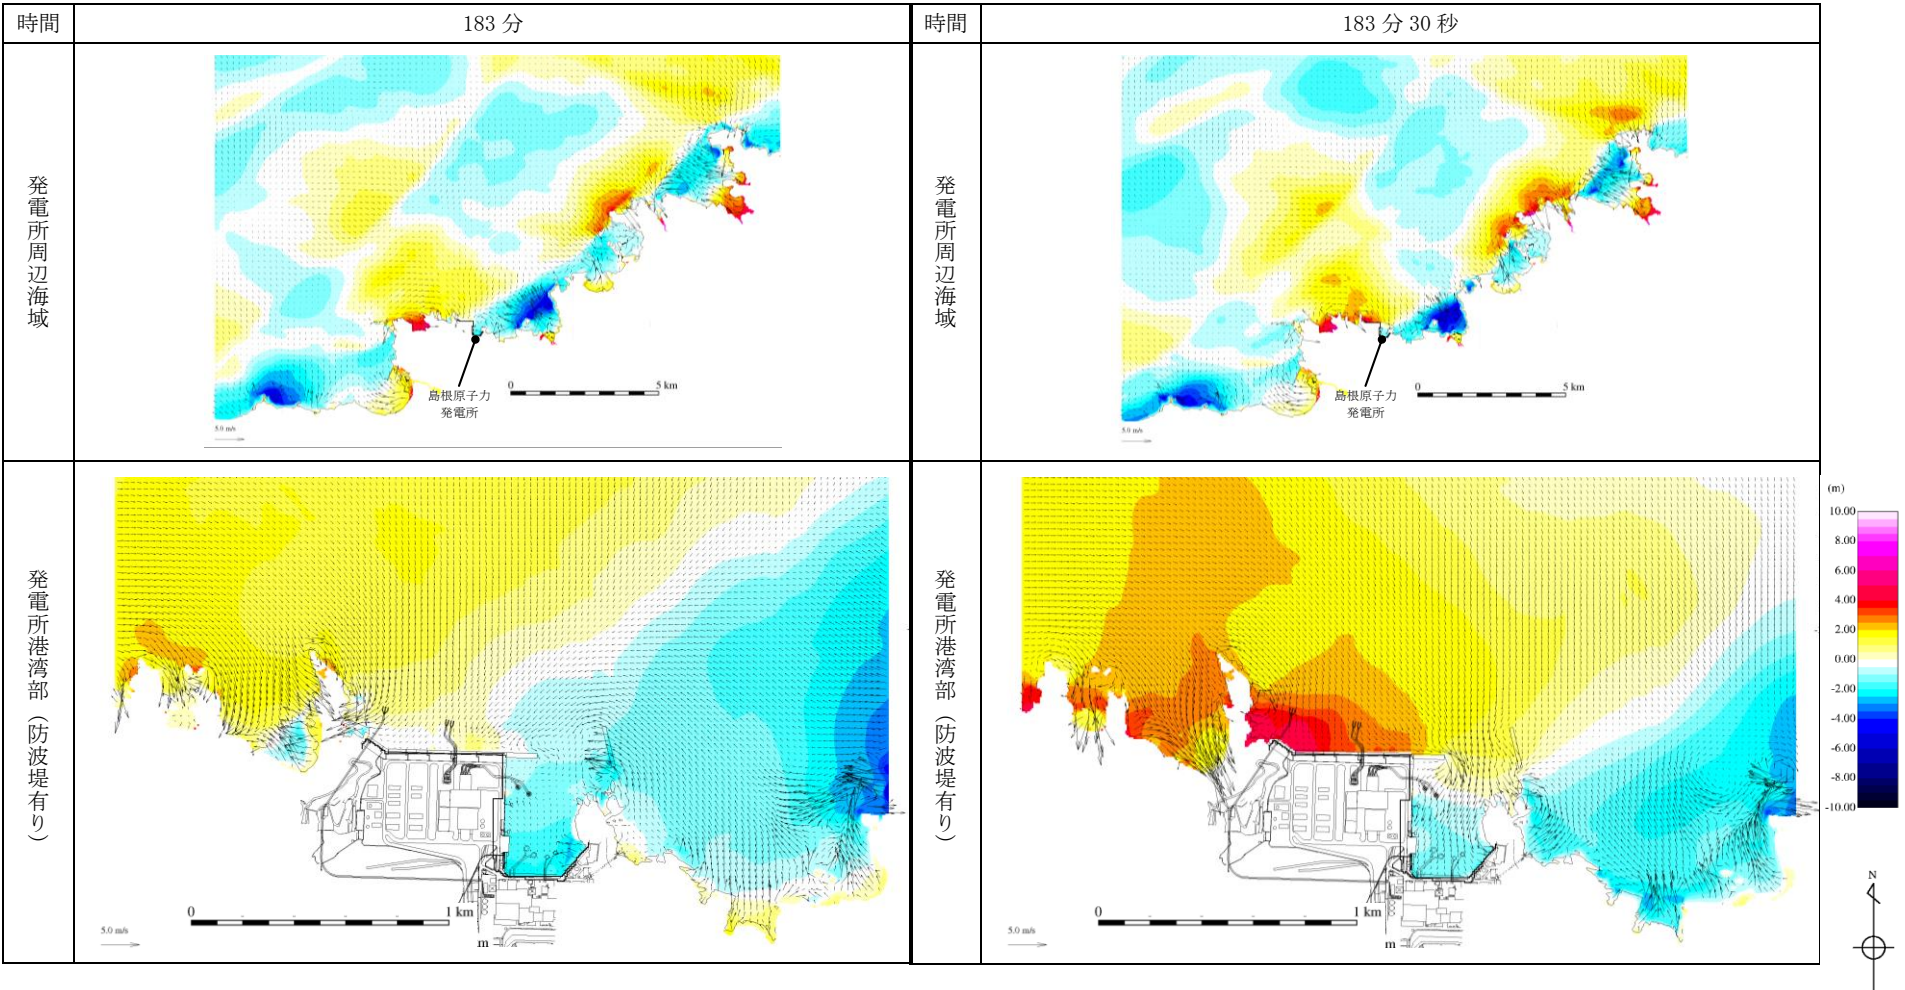 時間
183 分
時間
183 分 30 秒
発電所周辺海域
島根原子力
発電所
0
5 km
5.0 m/s
発電所周辺海域
島根原子力
発電所
0
5 km
5.0 m/s
発電所港湾部（防波堤有り）
0
1 km
5.0 m/s
m
発電所港湾部（防波堤有り）
0
1 km
5.0 m/s
m
(m)
10.00
8.00
6.00
4.00
2.00
0.00
-2.00
-4.00
-6.00
-8.00
-10.00
N